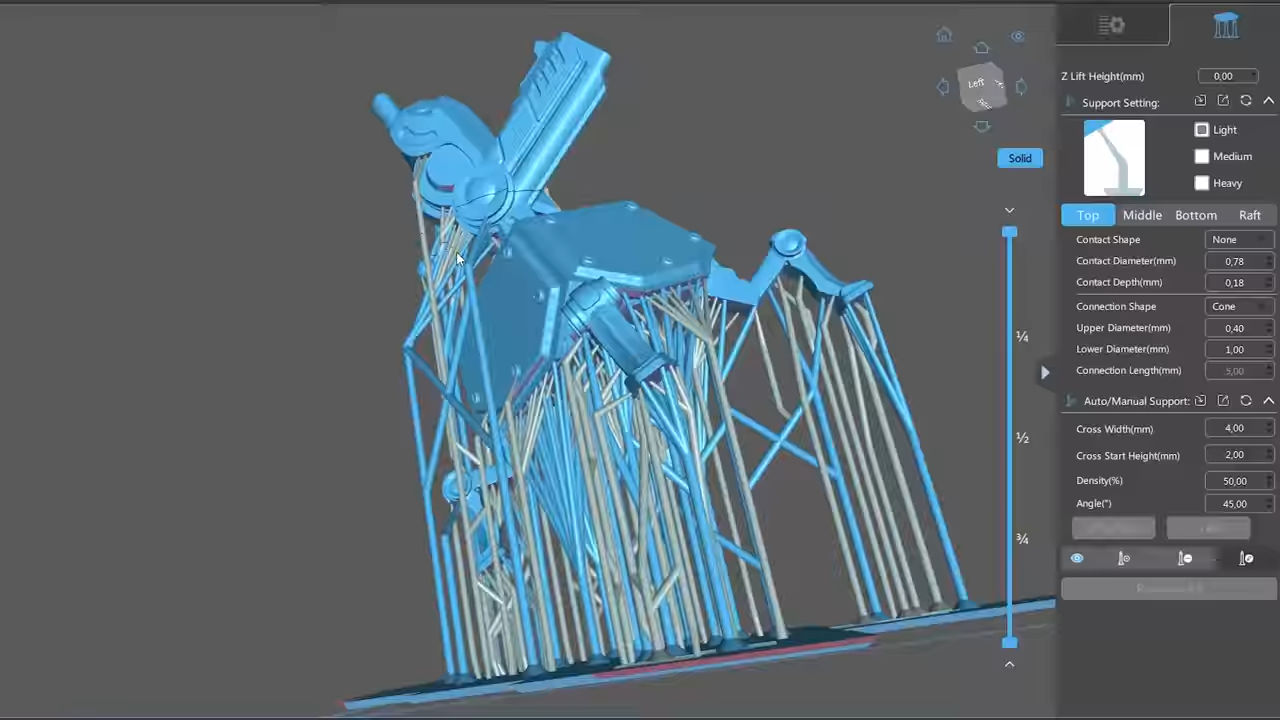 Left
Solid
¼
½
¾
Z Lift Height(mm) 0,00
Support Setting:
Light
Medium
Heavy
Top Middle Bottom Raft
Contact Shape None
Contact Diameter(mm) 0,78
Contact Depth(mm) 0,18
Connection Shape Cone
Upper Diameter(mm) 0,40
Lower Diameter(mm) 1,00
Connection Length(mm) 5,00
Auto/Manual Support:
Cross Width(mm) 4,00
Cross Start Height(mm) 2,00
Density(%) 50,00
Angle(°) 45,00